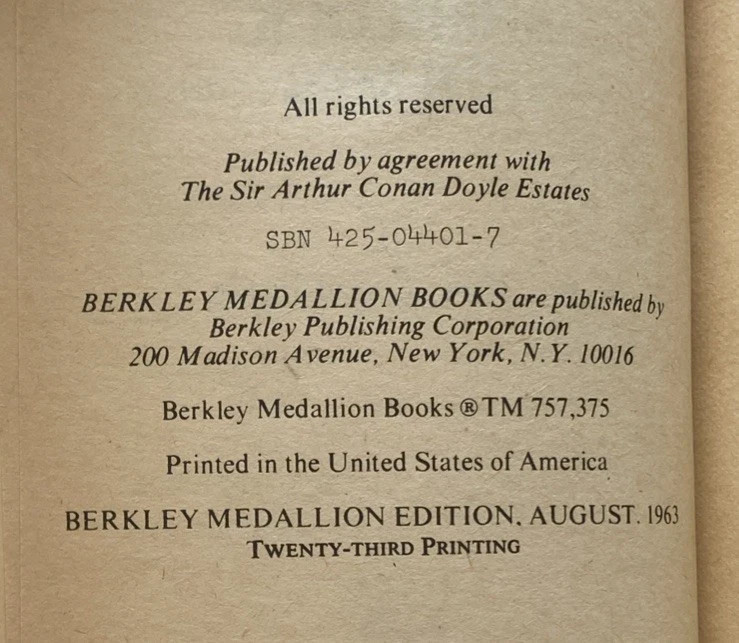 All rights reserved
Published by agreement with
The Sir Arthur Conan Doyle Estates
SBN 425-04401-7
BERKLEY MEDALLION BOOKS are published by
Berkley Publishing Corporation
200 Madison Avenue, New York, N.Y. 10016
Berkley Medallion Books ® TM 757,375
Printed in the United States of America
BERKLEY MEDALLION EDITION, AUGUST. 1963
TWENTY-THIRD PRINTING